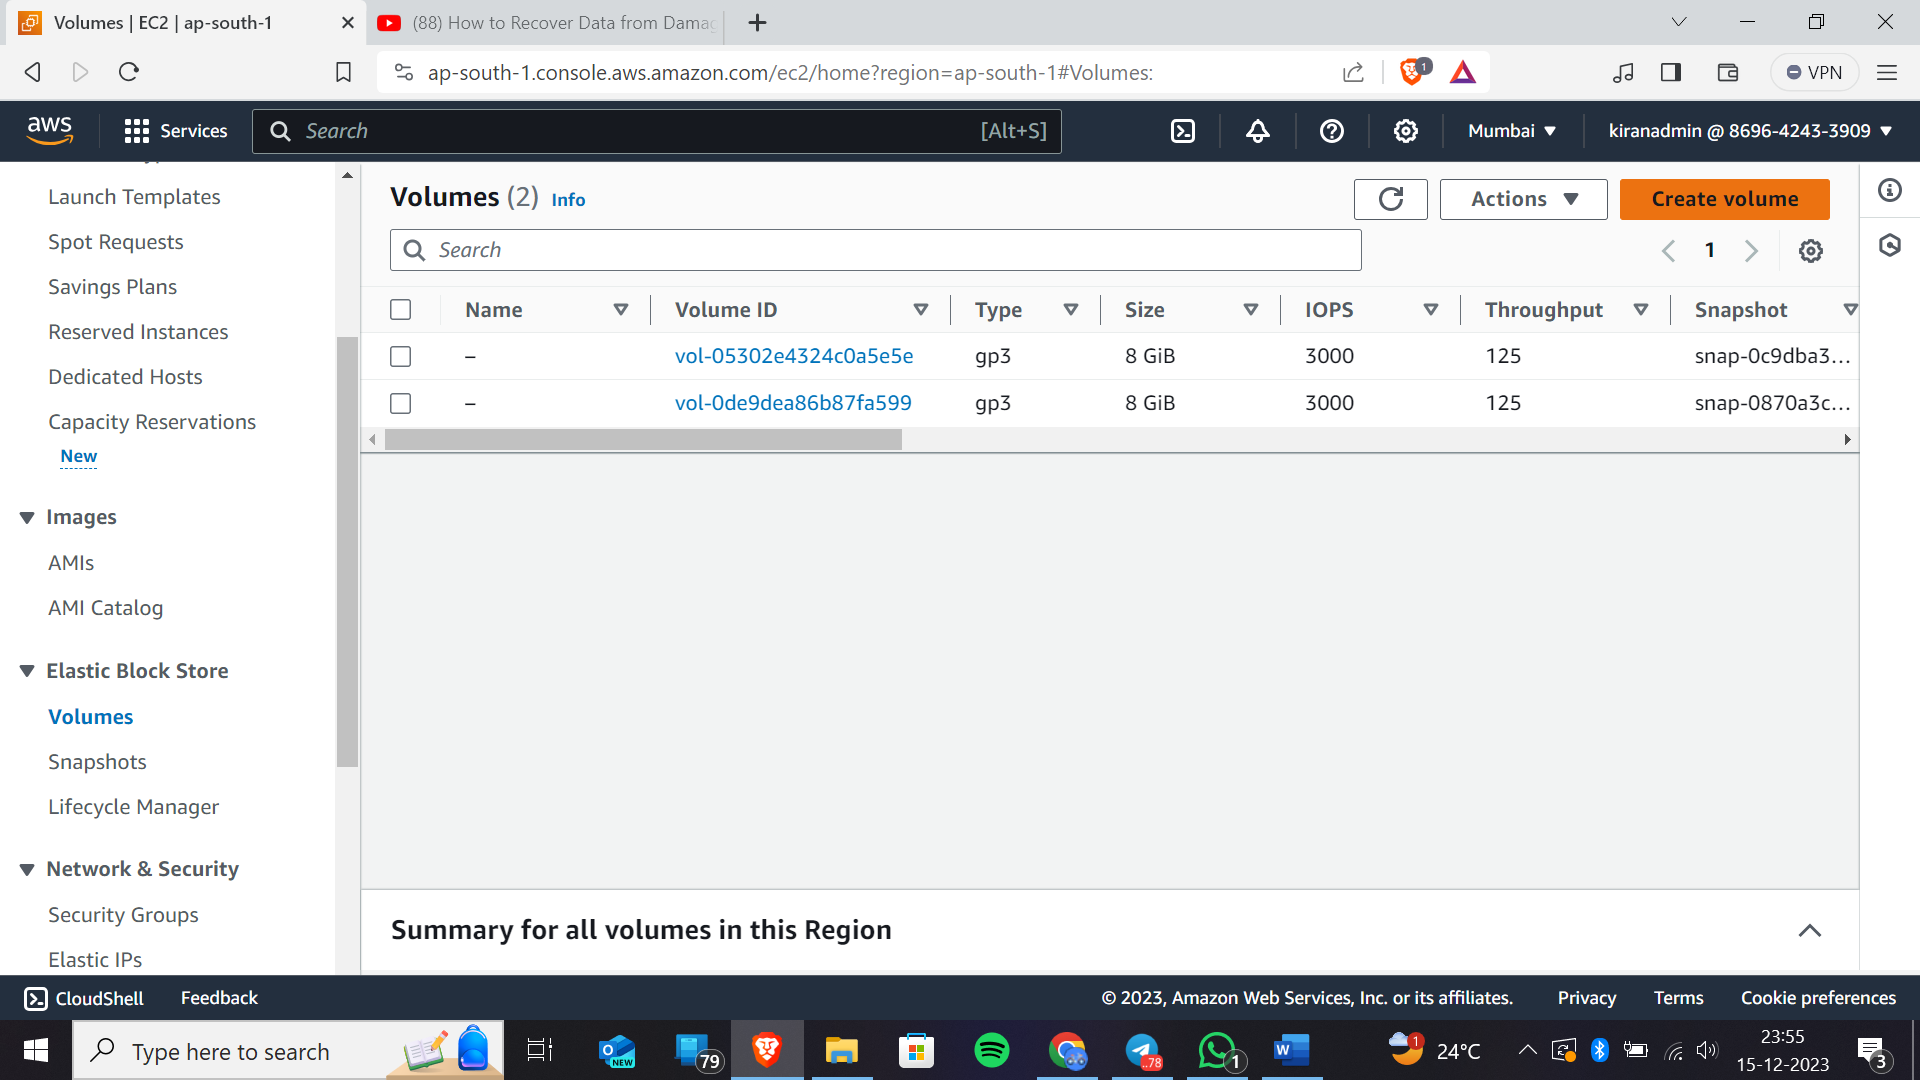 Volumes | EC2 | ap-south-1
(88) How to Recover Data from Damag
ap-south-1.console.aws.amazon.com/ec2/home?region=ap-south-1#Volumes:
1
VPN
aws
Services
Search
[Alt+S]
Mumbai
kiranadmin @ 8696-4243-3909
Launch Templates
Spot Requests
Savings Plans
Reserved Instances
Dedicated Hosts
Capacity Reservations
New
Images
AMIs
AMI Catalog
Elastic Block Store
Volumes
Snapshots
Lifecycle Manager
Network & Security
Security Groups
Elastic IPs
Volumes (2) Info
Actions
Create volume
Search
1
Name Volume ID Type Size IOPS Throughput Snapshot
– vol-05302e4324c0a5e5e gp3 8 GiB 3000 125 snap-0c9dba3...
– vol-0de9dea86b87fa599 gp3 8 GiB 3000 125 snap-0870a3c...
Summary for all volumes in this Region
CloudShell Feedback © 2023, Amazon Web Services, Inc. or its affiliates. Privacy Terms Cookie preferences
Type here to search
NEW
79
..78
1
W
1
24°C
23:55
15-12-2023
3